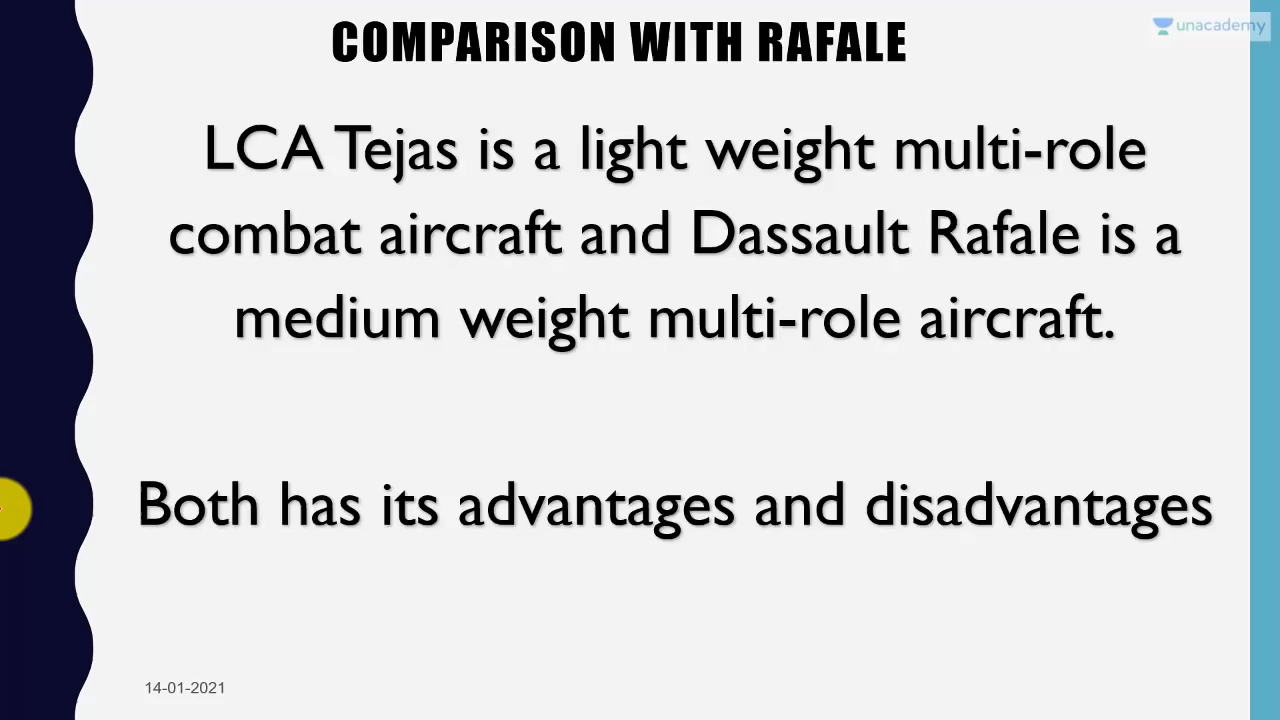 COMPARISON WITH RAFALE
unacademy
LCA Tejas is a light weight multi-role
combat aircraft and Dassault Rafale is a
medium weight multi-role aircraft.
Both has its advantages and disadvantages
14-01-2021